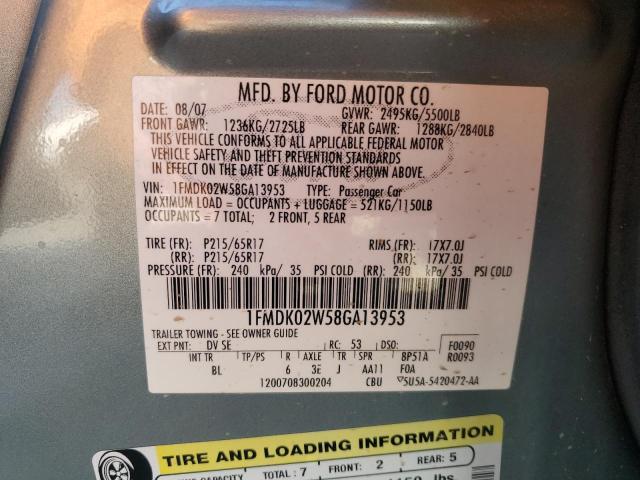 MFD. BY FORD MOTOR CO.
DATE: 08/07 GVWR: 2495KG/5500LB
FRONT GAWR: 1236KG/2725LB REAR GAWR: 1288KG/2840LB
THIS VEHICLE CONFORMS TO ALL APPLICABLE FEDERAL MOTOR
VEHICLE SAFETY AND THEFT PREVENTION STANDARDS
IN EFFECT ON THE DATE OF MANUFACTURE SHOWN ABOVE.
VIN: 1FMDK02W58GA13953 TYPE: Passenger Car
MAXIMUM LOAD = OCCUPANTS + LUGGAGE = 521KG/1150LB
OCCUPANTS = 7 TOTAL; 2 FRONT, 5 REAR
TIRE (FR): P215/65R17 RIMS (FR): 17X7.0J
(RR): P215/65R17 (RR): 17X7.0J
PRESSURE (FR): 240 kPa/ 35 PSI COLD (RR): 240 kPa/ 35 PSI COLD
1FMDK02W58GA13953
TRAILER TOWING - SEE OWNER GUIDE
EXT PNT: DV SE RC: 53 DSO: F0090
INT TR TP/PS R AXLE TR SPR 8P51A R0093
BL 6 3E J AA11 F0A
1200708300204 CBU 5U5A-5420472-AA
TIRE AND LOADING INFORMATION
CAPACITY TOTAL: 7 FRONT: 2 REAR: 5
lbs